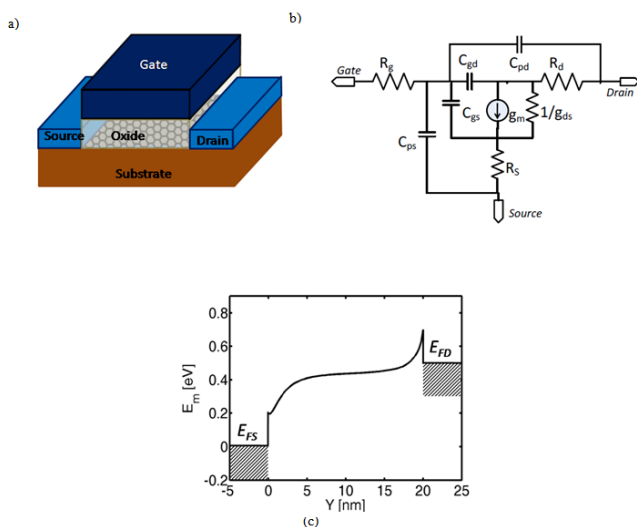 a)
Gate
Source
Oxide
Drain
Substrate
b)
Gate
Rg
Cgd
Cpd
Rd
Drain
Cps
Cgs
gm
1/gds
RS
Source
Em [eV]
0.8
0.6
0.4
0.2
0
-0.2
EFS
EFD
-5 0 5 10 15 20 25
Y [nm]
(c)